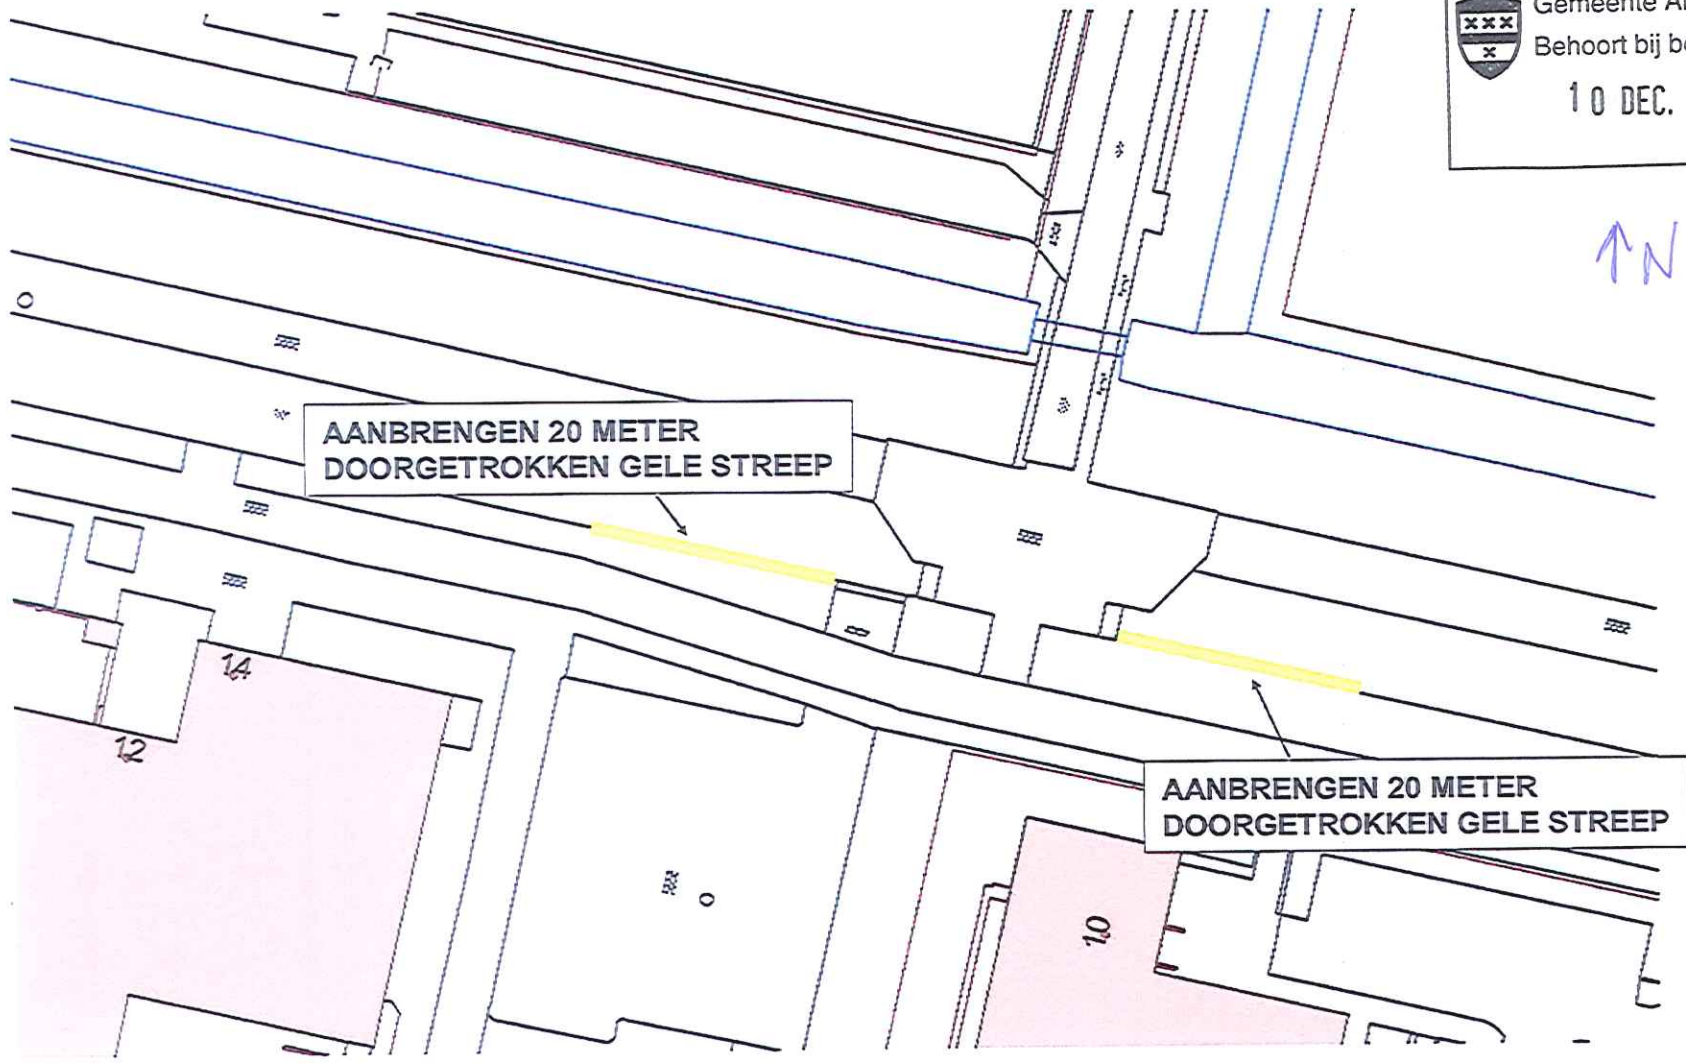 Gemeente A
Behoort bij b
10 DEC.
↑N
AANBRENGEN 20 METER
DOORGETROKKEN GELE STREEP
14
12
AANBRENGEN 20 METER
DOORGETROKKEN GELE STREEP
10